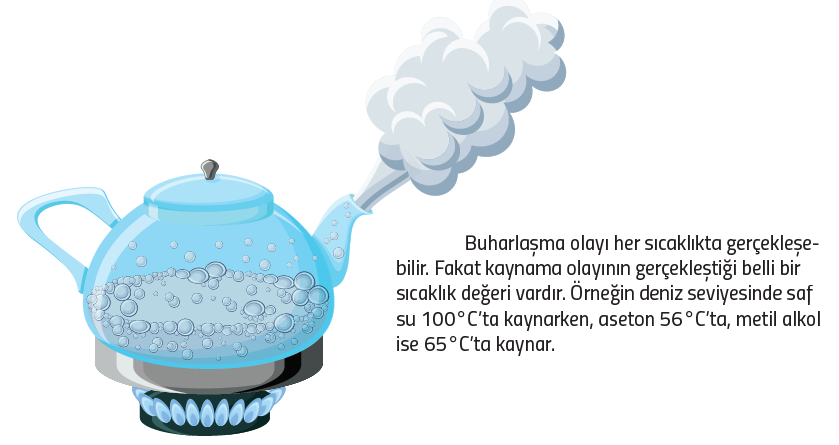 Buharlaşma olayı her sıcaklıkta gerçekleşe-
bilir. Fakat kaynama olayının gerçekleştiği belli bir
sıcaklık değeri vardır. Örneğin deniz seviyesinde saf
su 100°C’ta kaynarken, aseton 56°C’ta, metil alkol
ise 65°C’ta kaynar.